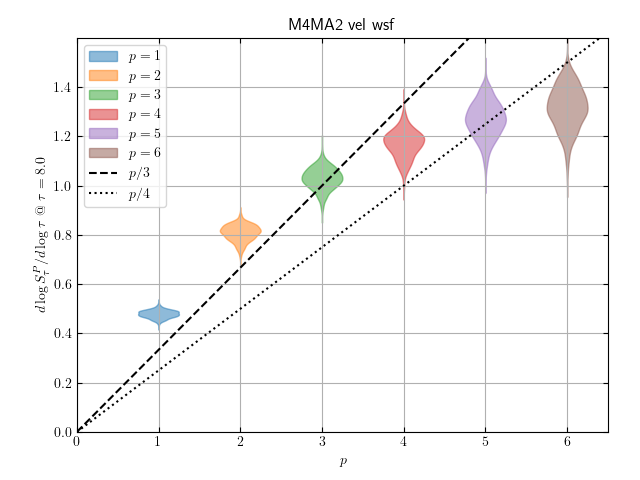 M4MA2 vel wsf
d log S_τ^P / d log τ @ τ = 8.0
1.4
1.2
1.0
0.8
0.6
0.4
0.2
0.0
p = 1
p = 2
p = 3
p = 4
p = 5
p = 6
p/3
p/4
0 1 2 3 4 5 6
p